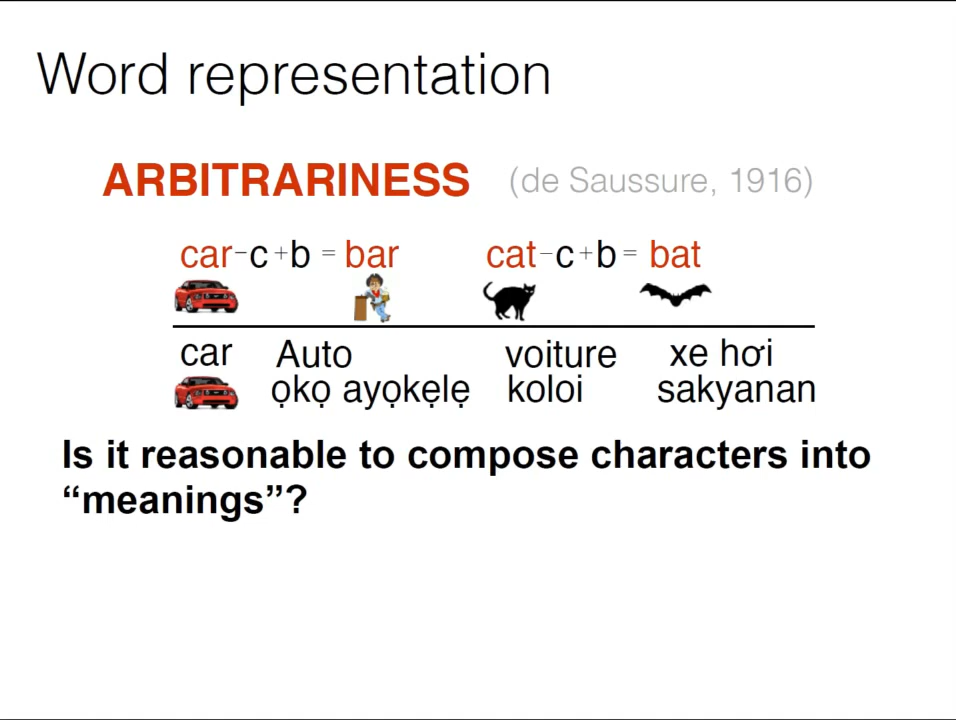 Word representation
ARBITRARINESS (de Saussure, 1916)
car-c+b = bar cat-c+b = bat
car Auto voiture xe hơi
ọkọ ayọkẹlẹ koloi sakyanan
Is it reasonable to compose characters into
“meanings”?